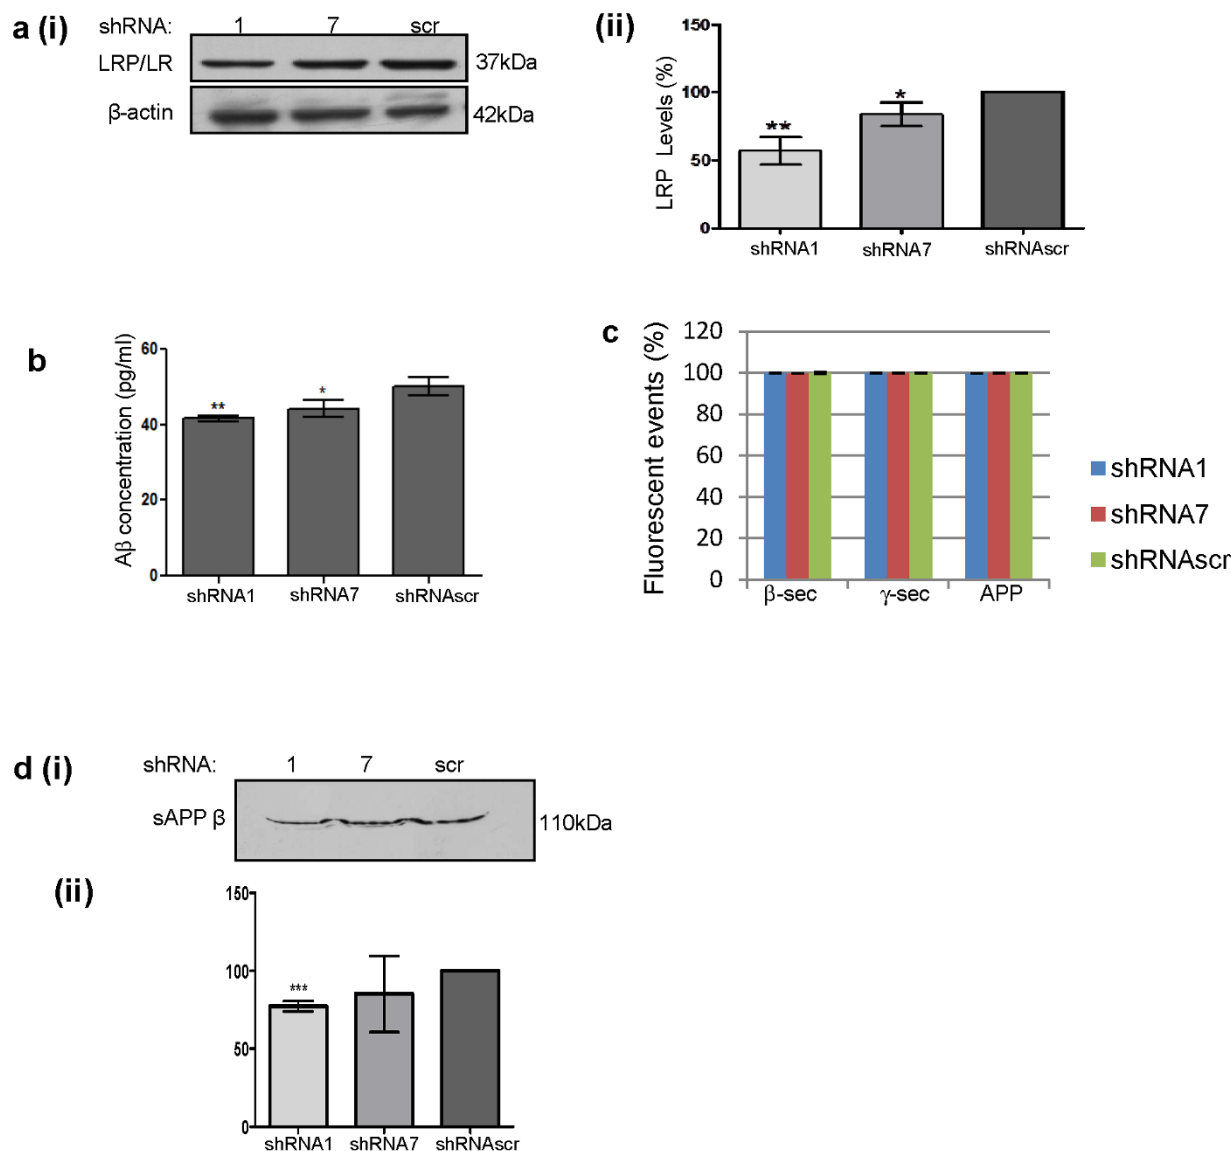 a (i)
shRNA: 1 7 scr
LRP/LR 37kDa
β-actin 42kDa
(ii)
LRP Levels (%)
150
100
50
0
**
*
shRNA1 shRNA7 shRNAscr
b
Aβ concentration (pg/ml)
60
40
20
0
**
*
shRNA1 shRNA7 shRNAscr
c
Fluorescent events (%)
120
100
80
60
40
20
0
β-sec γ-sec APP
shRNA1
shRNA7
shRNAscr
d (i)
shRNA: 1 7 scr
sAPP β 110kDa
(ii)
150
100
50
0
***
shRNA1 shRNA7 shRNAscr